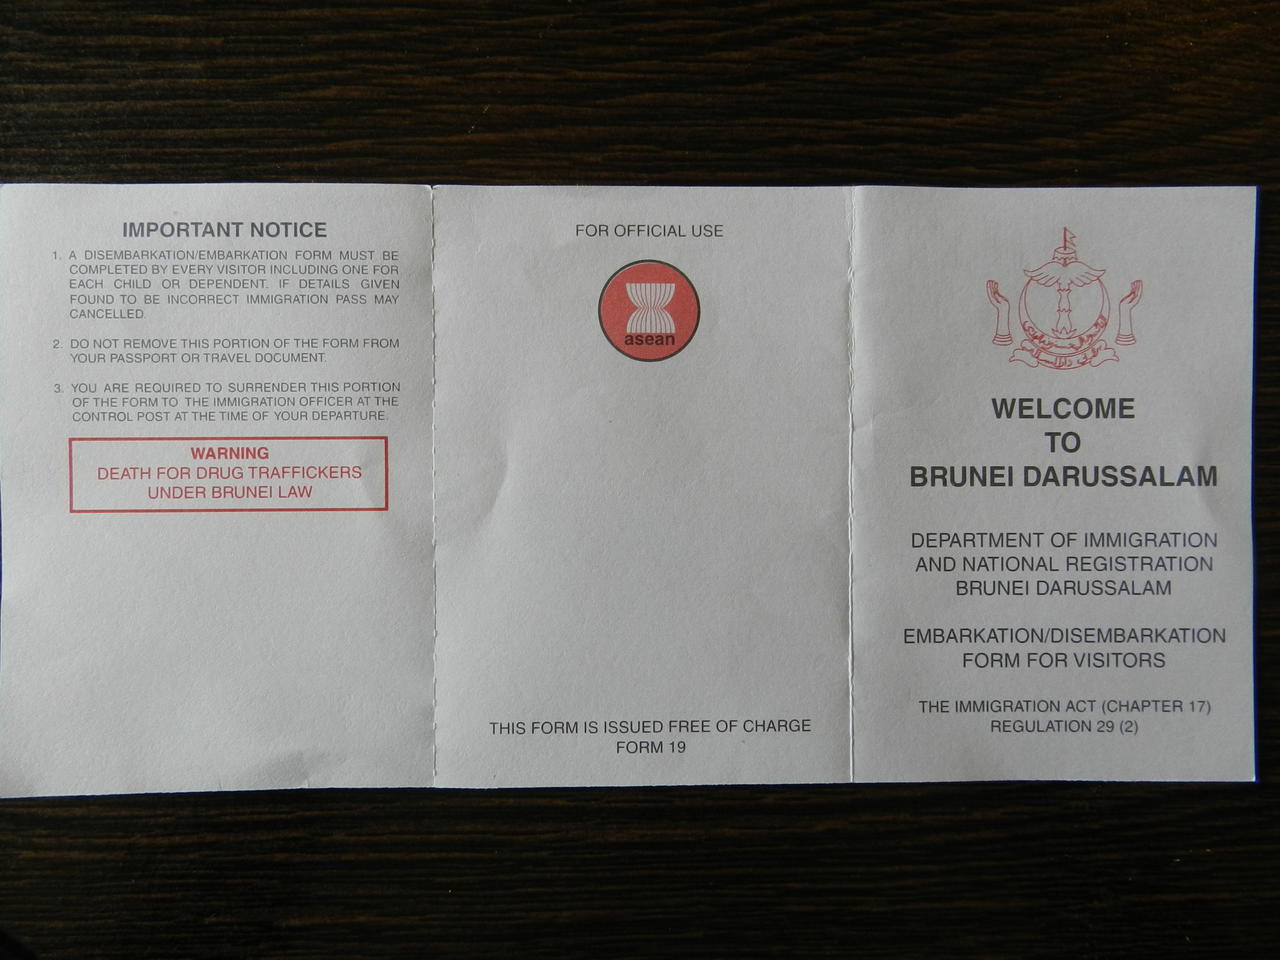 IMPORTANT NOTICE
1. A DISEMBARKATION/EMBARKATION FORM MUST BE
COMPLETED BY EVERY VISITOR INCLUDING ONE FOR
EACH CHILD OR DEPENDENT. IF DETAILS GIVEN
FOUND TO BE INCORRECT IMMIGRATION PASS MAY
CANCELLED.
2. DO NOT REMOVE THIS PORTION OF THE FORM FROM
YOUR PASSPORT OR TRAVEL DOCUMENT.
3. YOU ARE REQUIRED TO SURRENDER THIS PORTION
OF THE FORM TO THE IMMIGRATION OFFICER AT THE
CONTROL POST AT THE TIME OF YOUR DEPARTURE.
WARNING
DEATH FOR DRUG TRAFFICKERS
UNDER BRUNEI LAW
FOR OFFICIAL USE
asean
THIS FORM IS ISSUED FREE OF CHARGE
FORM 19
WELCOME
TO
BRUNEI DARUSSALAM
DEPARTMENT OF IMMIGRATION
AND NATIONAL REGISTRATION
BRUNEI DARUSSALAM
EMBARKATION/DISEMBARKATION
FORM FOR VISITORS
THE IMMIGRATION ACT (CHAPTER 17)
REGULATION 29 (2)